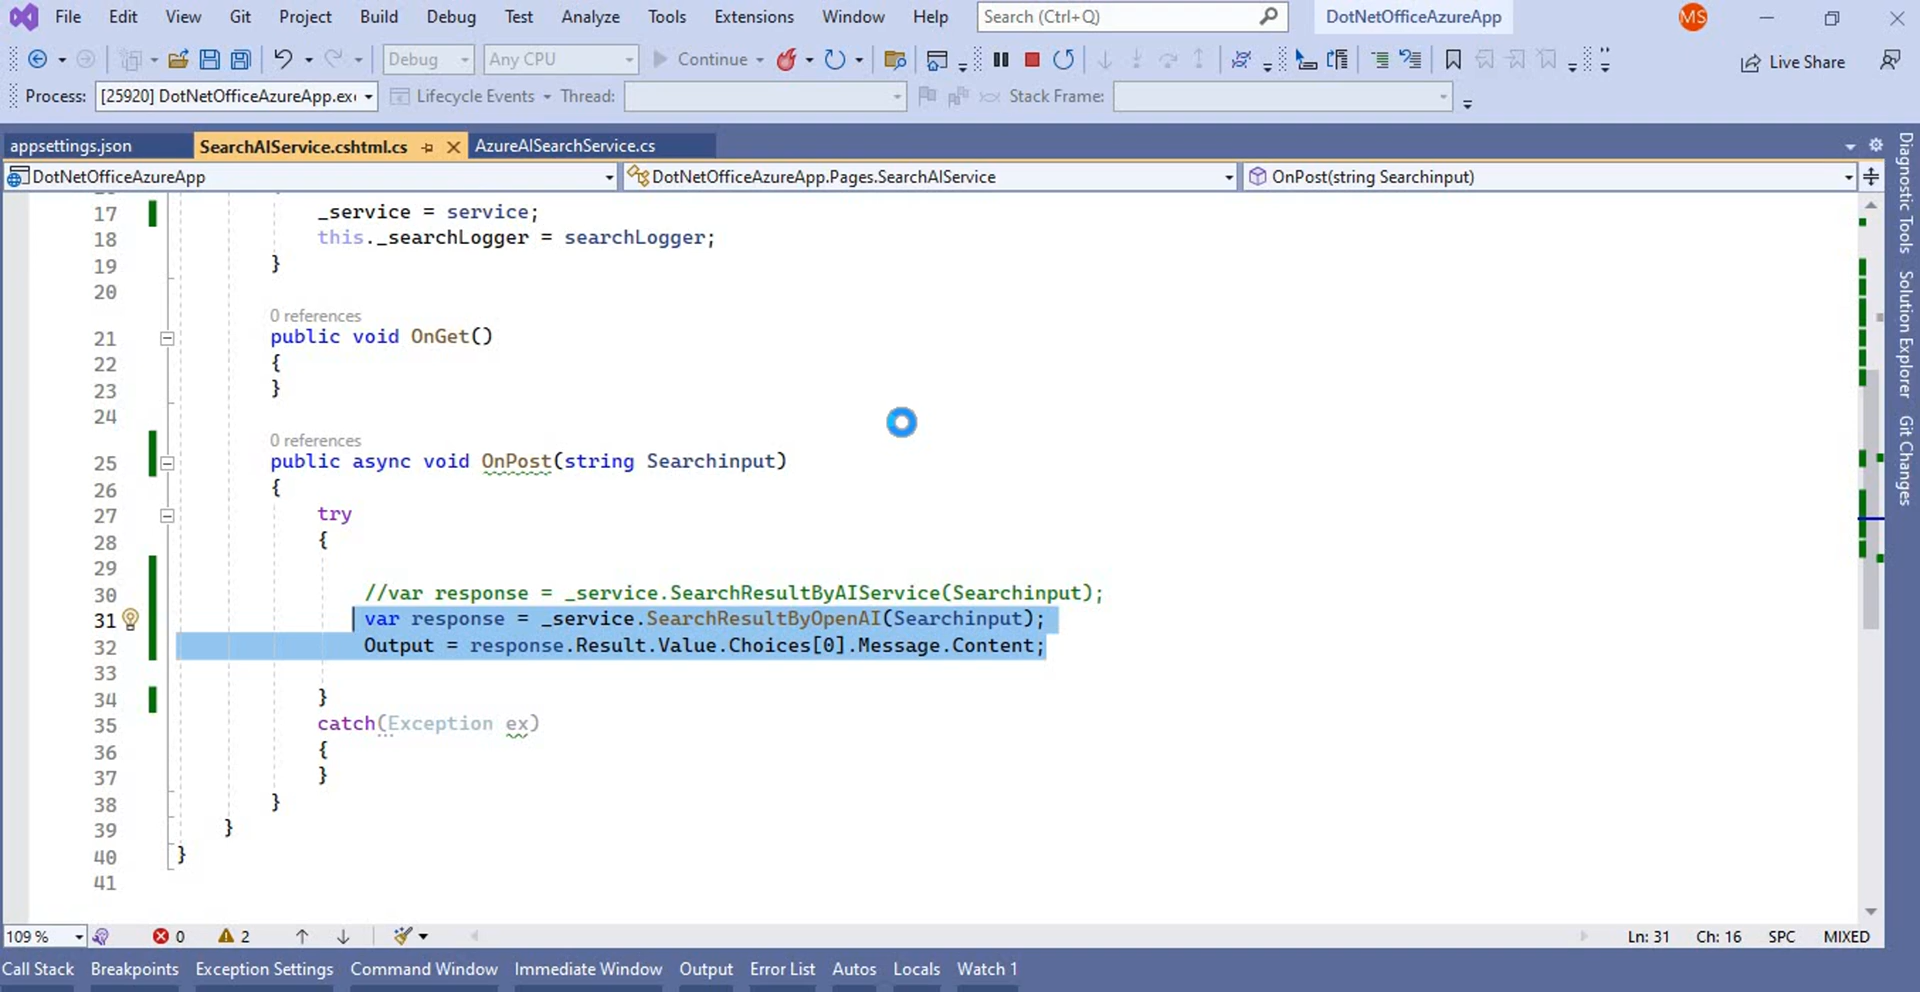 File Edit View Git Project Build Debug Test Analyze Tools Extensions Window Help Search (Ctrl+Q) DotNetOfficeAzureApp MS
Debug Any CPU Continue Live Share
Process: [25920] DotNetOfficeAzureApp.ex Lifecycle Events Thread: Stack Frame:
appsettings.json SearchAIService.cshtml.cs AzureAISearchService.cs
DotNetOfficeAzureApp DotNetOfficeAzureApp.Pages.SearchAIService OnPost(string Searchinput)
17 _service = service;
18 this._searchLogger = searchLogger;
19 }
20
0 references
21 public void OnGet()
22 {
23 }
24
0 references
25 public async void OnPost(string Searchinput)
26 {
27 try
28 {
29
30 //var response = _service.SearchResultByAIService(Searchinput);
31 var response = _service.SearchResultByOpenAI(Searchinput);
32 Output = response.Result.Value.Choices[0].Message.Content;
33
34 }
35 catch(Exception ex)
36 {
37 }
38 }
39 }
40 }
41
109 % 0 2 Ln: 31 Ch: 16 SPC MIXED
Call Stack Breakpoints Exception Settings Command Window Immediate Window Output Error List Autos Locals Watch 1
Diagnostic Tools
Solution Explorer
Git Changes